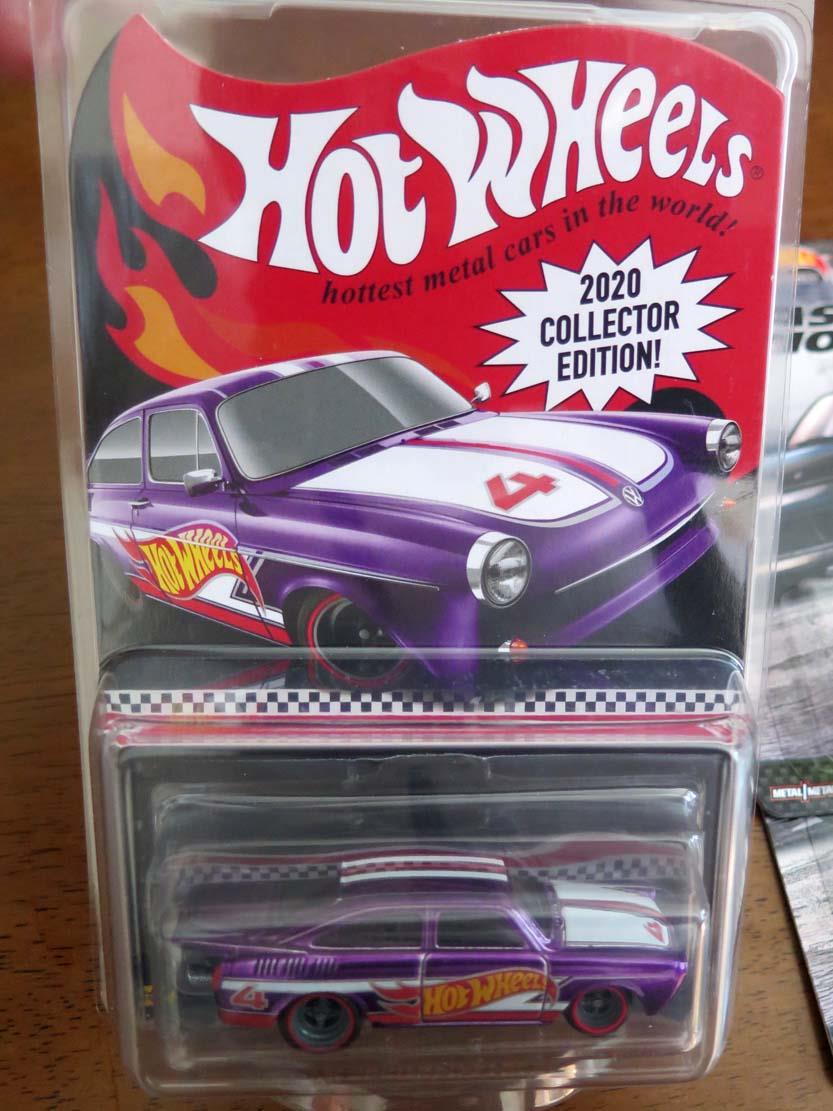 Hot Wheels®
hottest metal cars in the world!
2020
COLLECTOR
EDITION!
4
HOT WHEELS
METAL|META
4
4
HOT WHEELS